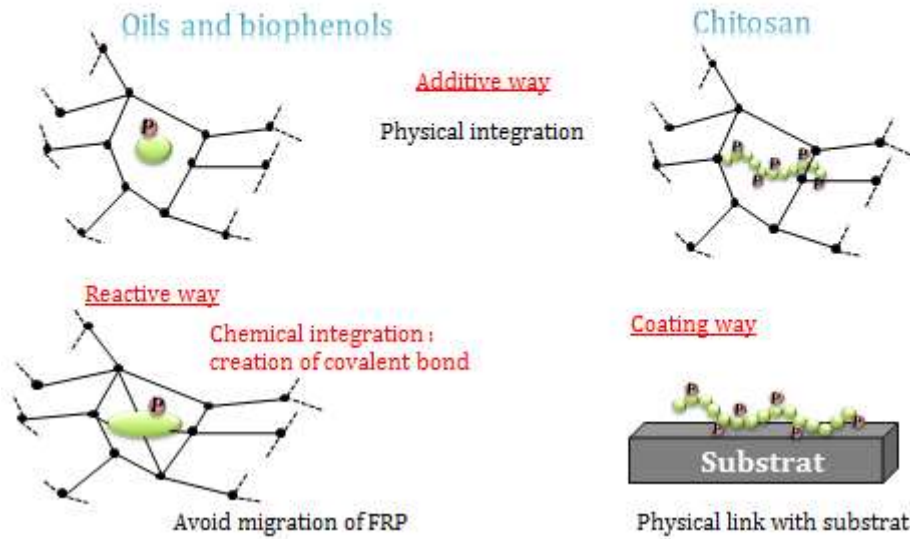 Oils and biophenols
Chitosan
Additive way
Physical integration
P
P
P
P
P
P
Reactive way
Chemical integration :
creation of covalent bond
P
Avoid migration of FRP
Coating way
P
P
P
P
P
P
Substrat
Physical link with substrat